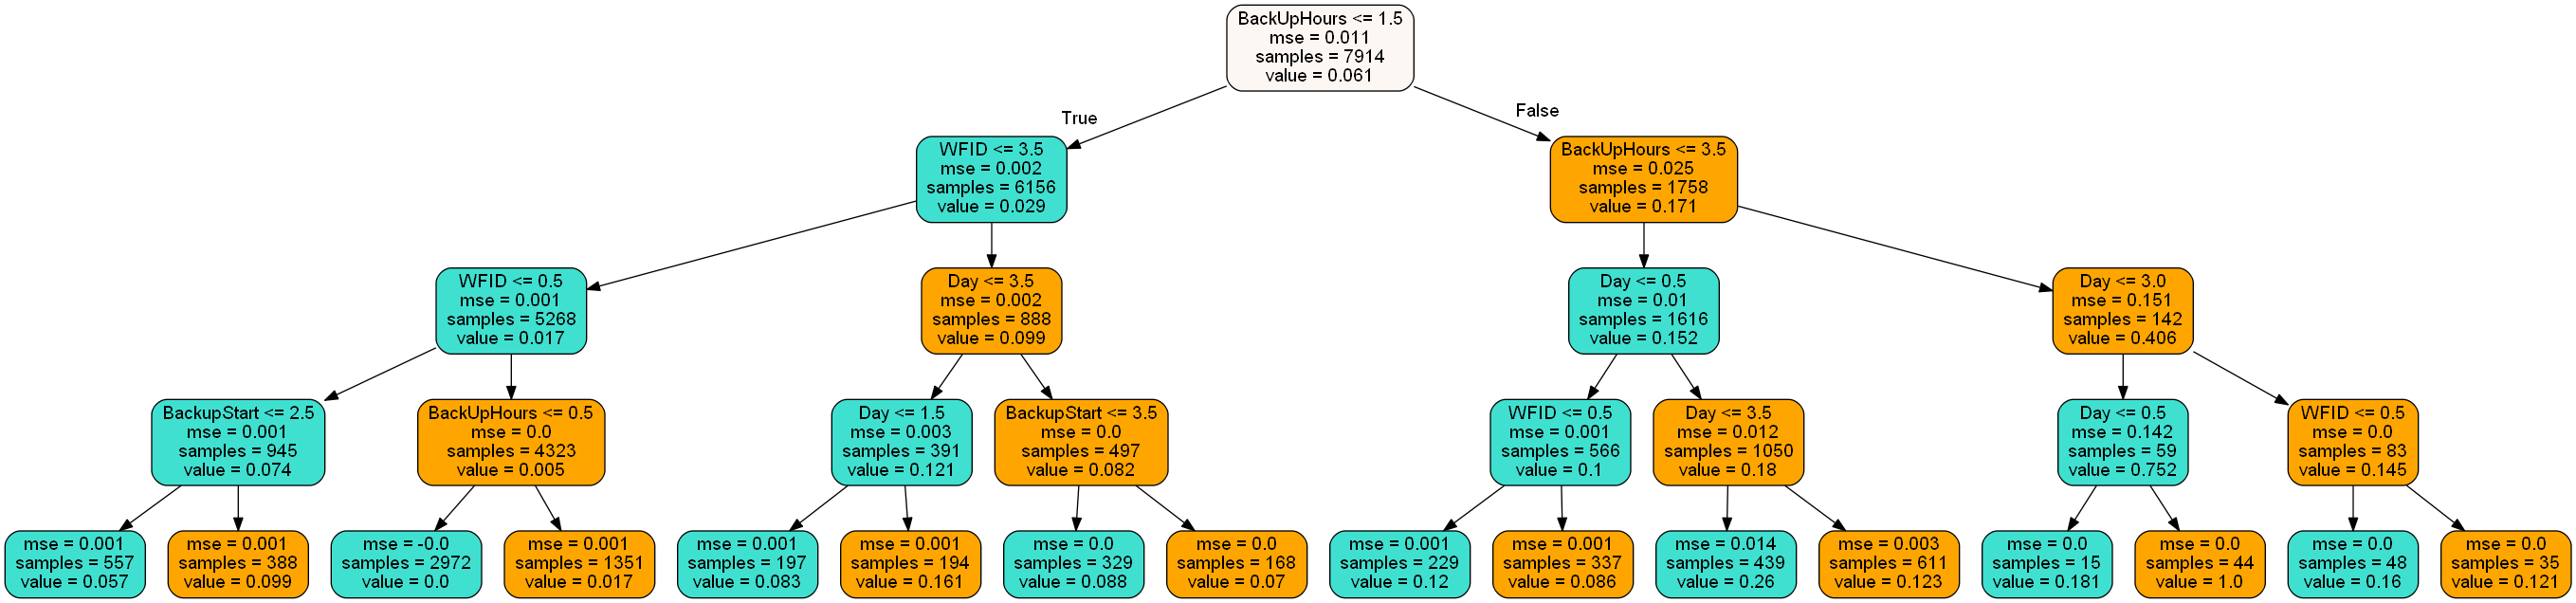 BackUpHours <= 1.5
mse = 0.011
samples = 7914
value = 0.061
True
False
WFID <= 3.5
mse = 0.002
samples = 6156
value = 0.029
BackUpHours <= 3.5
mse = 0.025
samples = 1758
value = 0.171
WFID <= 0.5
mse = 0.001
samples = 5268
value = 0.017
Day <= 3.5
mse = 0.002
samples = 888
value = 0.099
Day <= 0.5
mse = 0.01
samples = 1616
value = 0.152
Day <= 3.0
mse = 0.151
samples = 142
value = 0.406
BackupStart <= 2.5
mse = 0.001
samples = 945
value = 0.074
BackUpHours <= 0.5
mse = 0.0
samples = 4323
value = 0.005
Day <= 1.5
mse = 0.003
samples = 391
value = 0.121
BackupStart <= 3.5
mse = 0.0
samples = 497
value = 0.082
WFID <= 0.5
mse = 0.001
samples = 566
value = 0.1
Day <= 3.5
mse = 0.012
samples = 1050
value = 0.18
Day <= 0.5
mse = 0.142
samples = 59
value = 0.752
WFID <= 0.5
mse = 0.0
samples = 83
value = 0.145
mse = 0.001
samples = 557
value = 0.057
mse = 0.001
samples = 388
value = 0.099
mse = -0.0
samples = 2972
value = 0.0
mse = 0.001
samples = 1351
value = 0.017
mse = 0.001
samples = 197
value = 0.083
mse = 0.001
samples = 194
value = 0.161
mse = 0.0
samples = 329
value = 0.088
mse = 0.0
samples = 168
value = 0.07
mse = 0.001
samples = 229
value = 0.12
mse = 0.001
samples = 337
value = 0.086
mse = 0.014
samples = 439
value = 0.26
mse = 0.003
samples = 611
value = 0.123
mse = 0.0
samples = 15
value = 0.181
mse = 0.0
samples = 44
value = 1.0
mse = 0.0
samples = 48
value = 0.16
mse = 0.0
samples = 35
value = 0.121